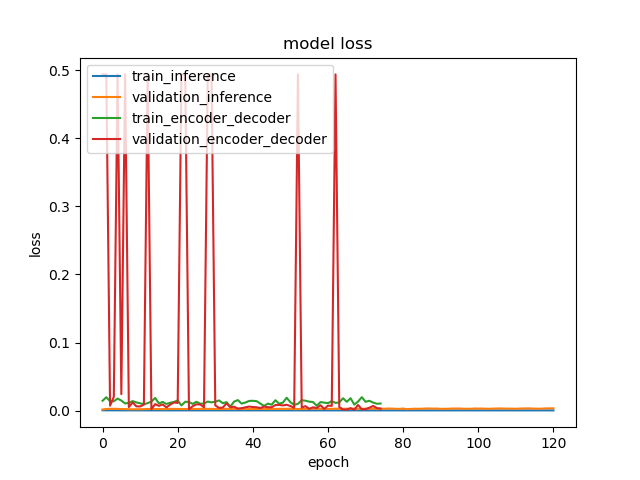 model loss
train_inference
validation_inference
train_encoder_decoder
validation_encoder_decoder
0.5
0.4
0.3
0.2
0.1
0.0
loss
0 20 40 60 80 100 120
epoch